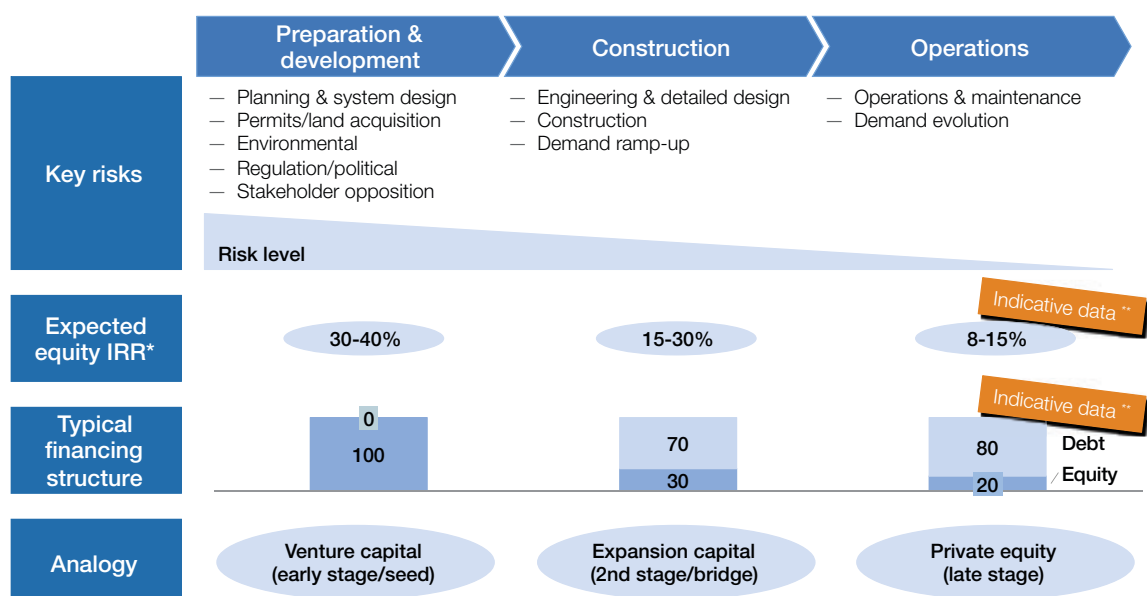 Preparation &
development
Construction
Operations
Key risks
— Planning & system design
— Permits/land acquisition
— Environmental
— Regulation/political
— Stakeholder opposition
— Engineering & detailed design
— Construction
— Demand ramp-up
— Operations & maintenance
— Demand evolution
Risk level
Expected
equity IRR*
30-40%
15-30%
8-15%
Indicative data **
Typical
financing
structure
0
100
70
30
80
20
Debt
Equity
Indicative data **
Analogy
Venture capital
(early stage/seed)
Expansion capital
(2nd stage/bridge)
Private equity
(late stage)